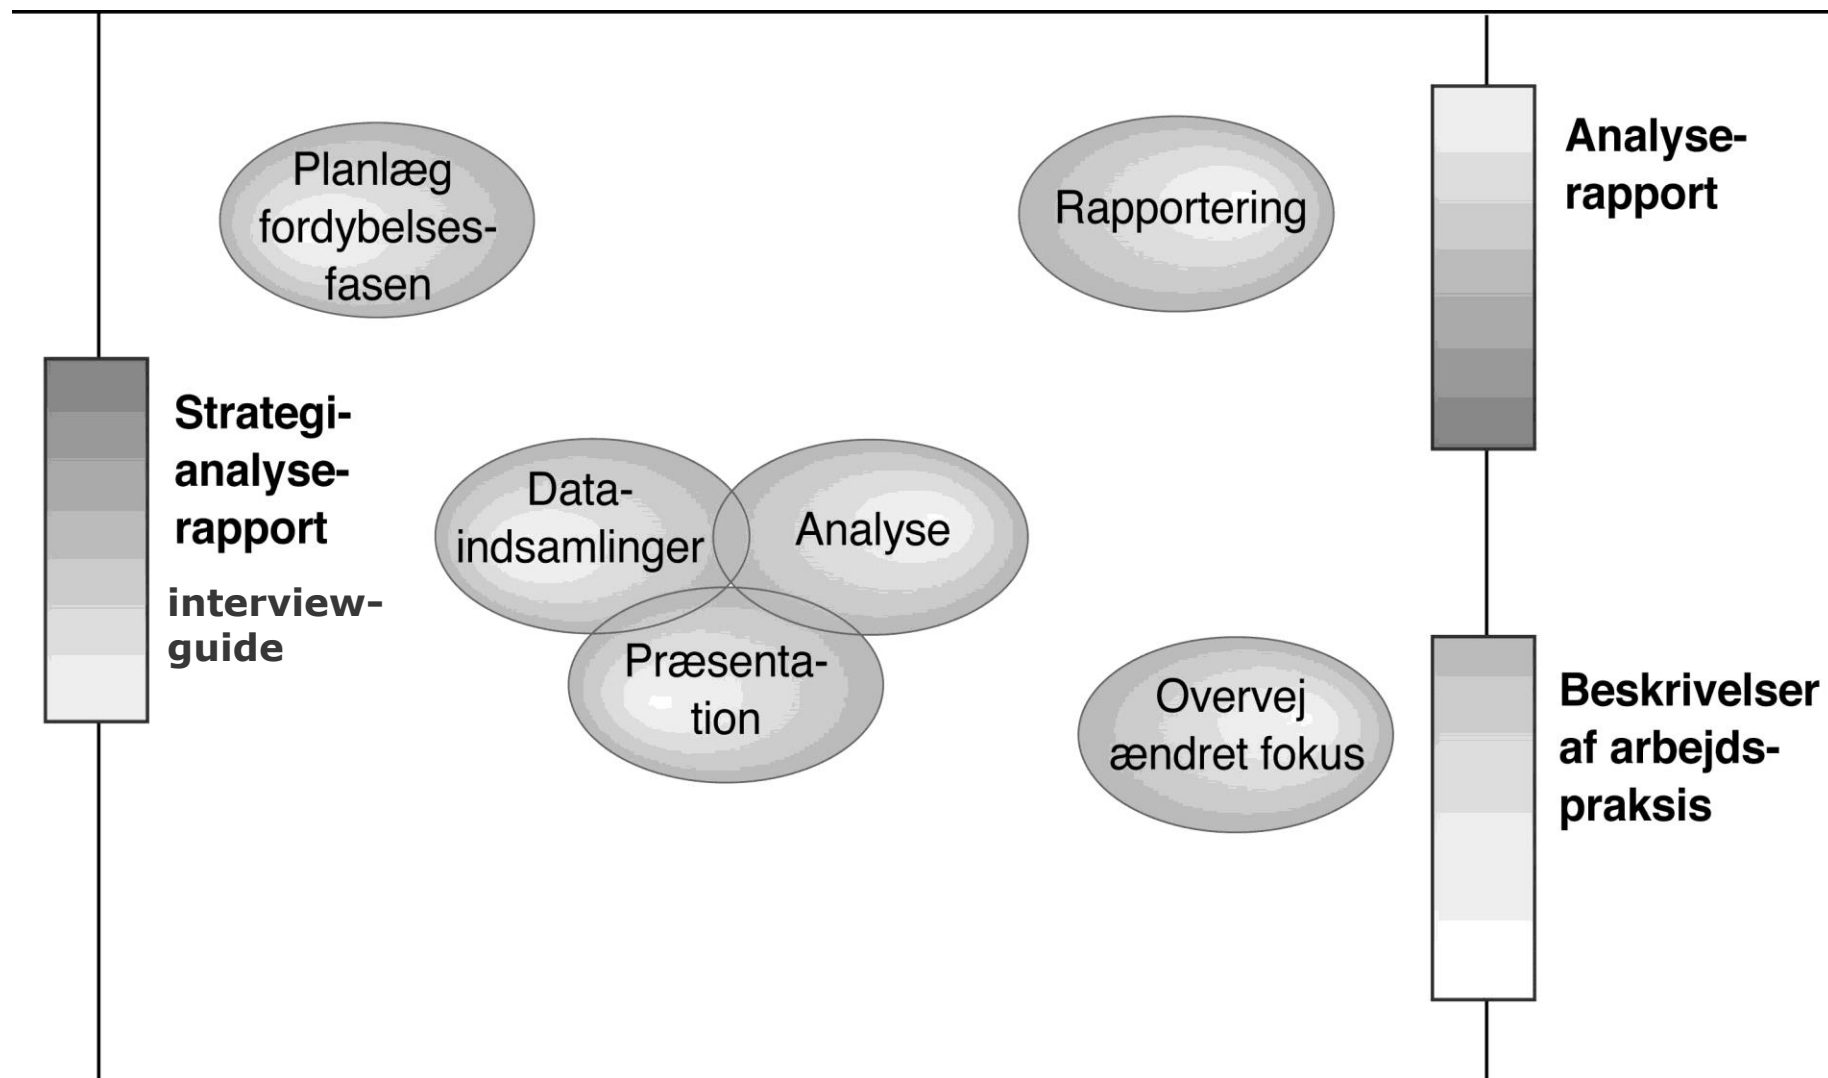 Planlæg
fordybelses-
fasen
Rapportering
Analyse-
rapport
Strategi-
analyse-
rapport
interview-
guide
Data-
indsamlinger
Analyse
Præsenta-
tion
Overvej
ændret fokus
Beskrivelser
af arbejds-
praksis